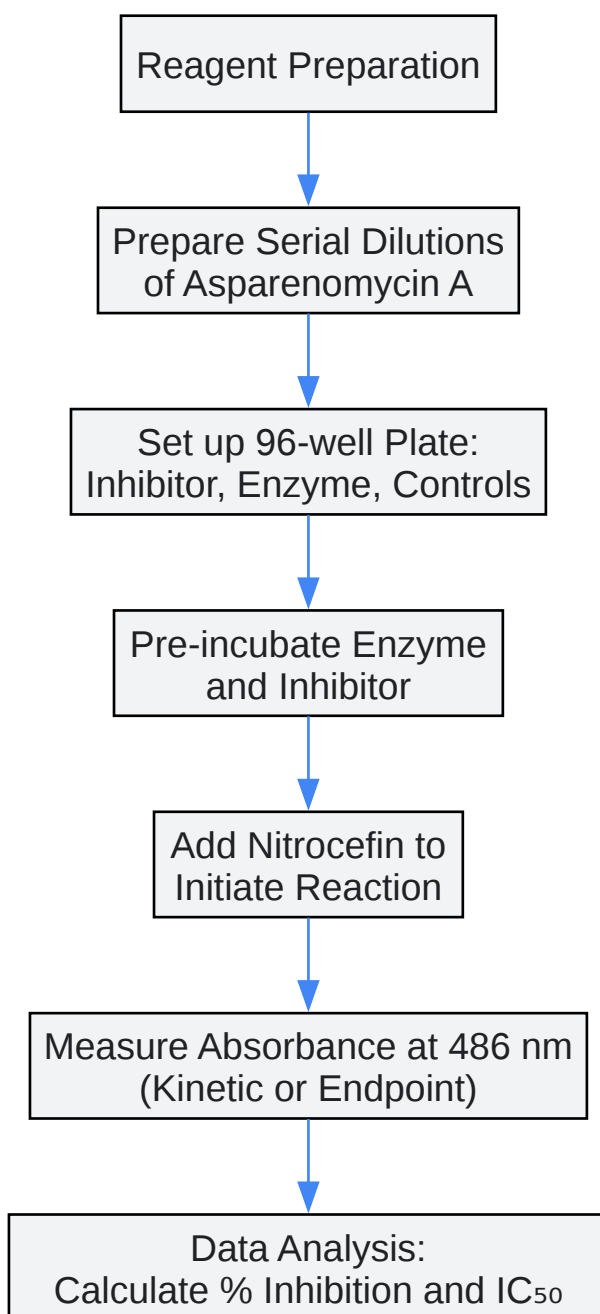 Reagent Preparation
Prepare Serial Dilutions
of Asparenomycin A
Set up 96-well Plate:
Inhibitor, Enzyme, Controls
Pre-incubate Enzyme
and Inhibitor
Add Nitrocefin to
Initiate Reaction
Measure Absorbance at 486 nm
(Kinetic or Endpoint)
Data Analysis:
Calculate % Inhibition and IC₅₀